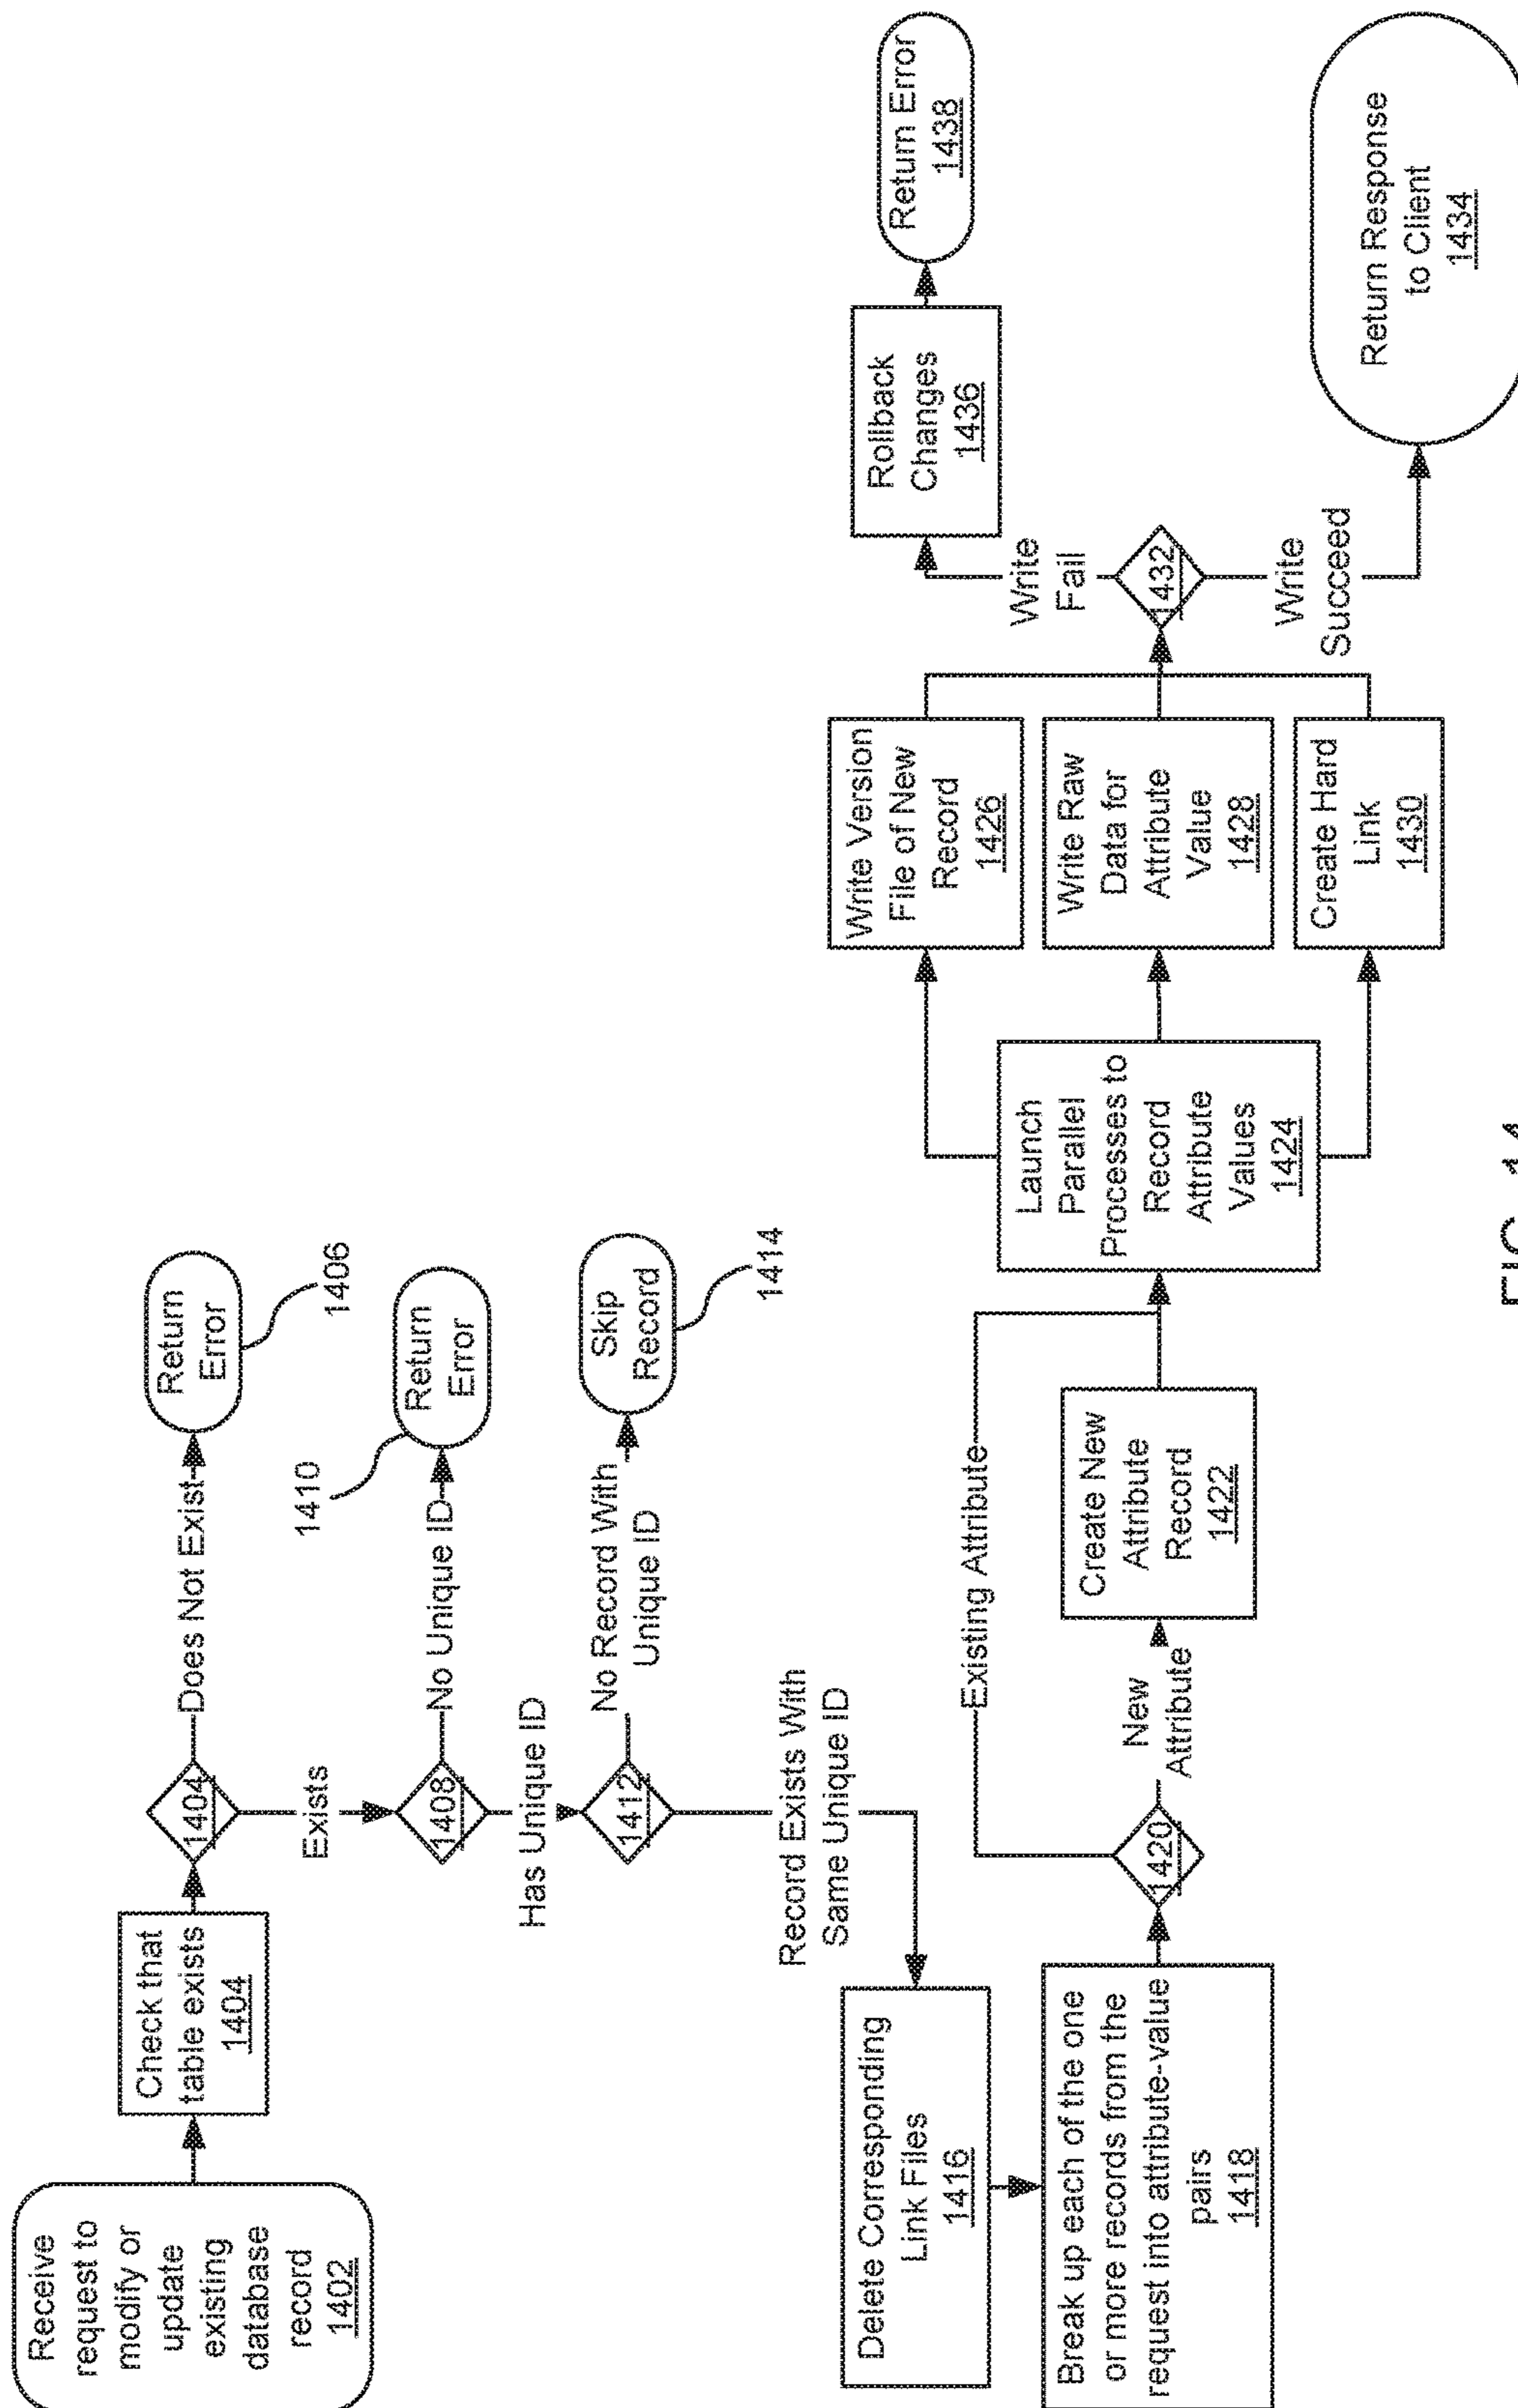 Receive
request to
modify or
update
existing
database
record
1402
Check that
table exists
1404
1404
Does Not Exist
Return
Error
1406
Exists
1408
No Unique ID
Return
Error
1410
Has Unique ID
1412
No Record With
Unique ID
Skip
Record
1414
Record Exists With
Same Unique ID
Delete Corresponding
Link Files
1416
Break up each of the one
or more records from the
request into attribute-value
pairs
1418
1420
Existing Attribute
New
Attribute
Create New
Attribute
Record
1422
Launch
Parallel
Processes to
Record
Attribute
Values
1424
Write Version
File of New
Record
1426
Write Raw
Data for
Attribute
Value
1428
Create Hard
Link
1430
1432
Write
Fail
Rollback
Changes
1436
Return Error
1438
Write
Succeed
Return Response
to Client
1434
FIG. 14